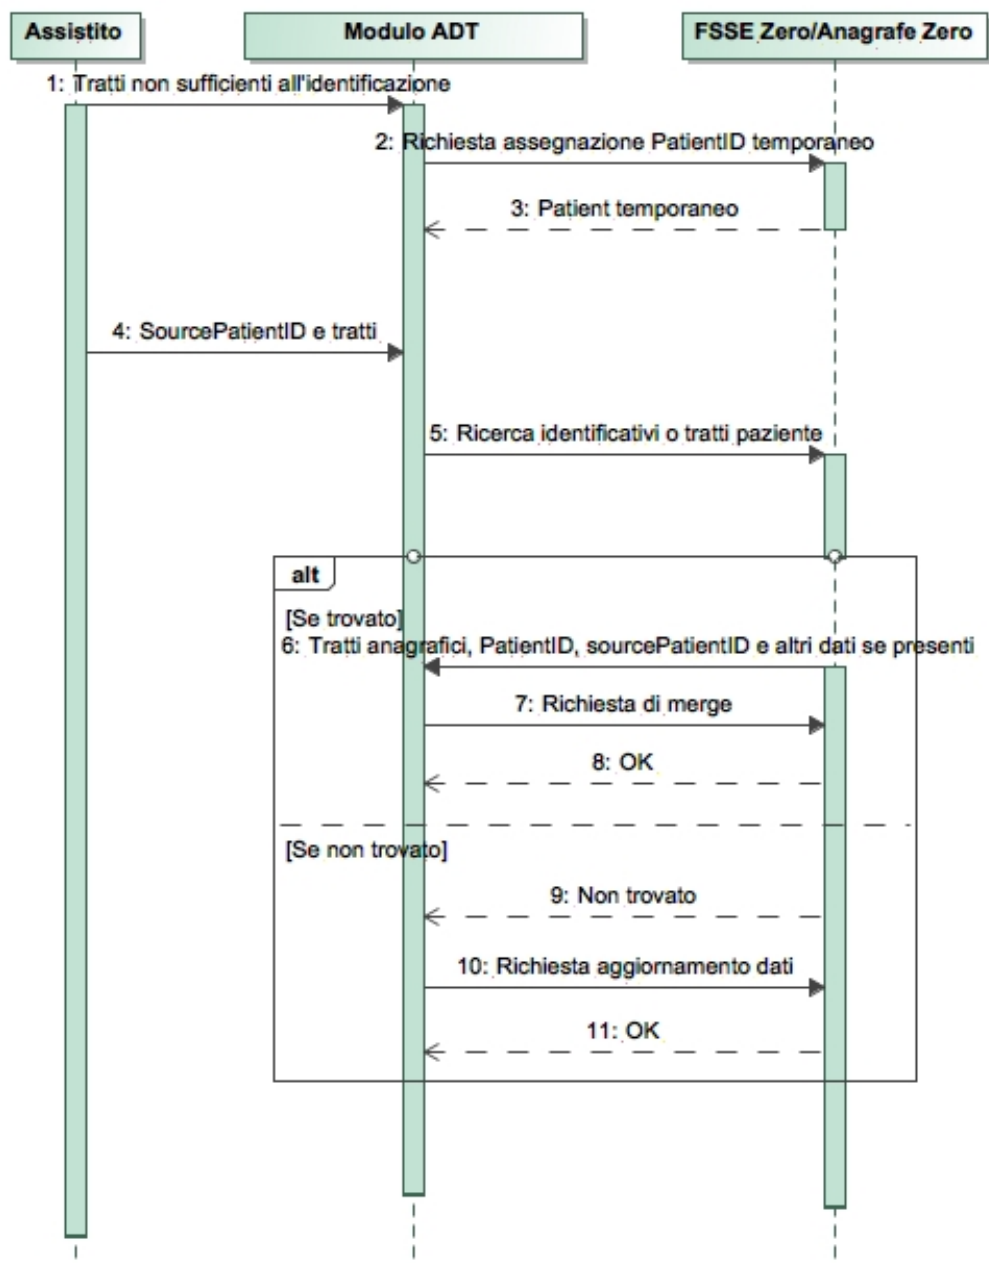 Assistito
Modulo ADT
FSSE Zero/Anagrafe Zero
1: Tratti non sufficienti all'identificazione
2: Richiesta assegnazione PatientID temporaneo
3: Patient temporaneo
4: SourcePatientID e tratti
5: Ricerca identificativi o tratti paziente
alt
[Se trovato]
6: Tratti anagrafici, PatientID, sourcePatientID e altri dati se presenti
7: Richiesta di merge
8: OK
[Se non trovato]
9: Non trovato
10: Richiesta aggiornamento dati
11: OK